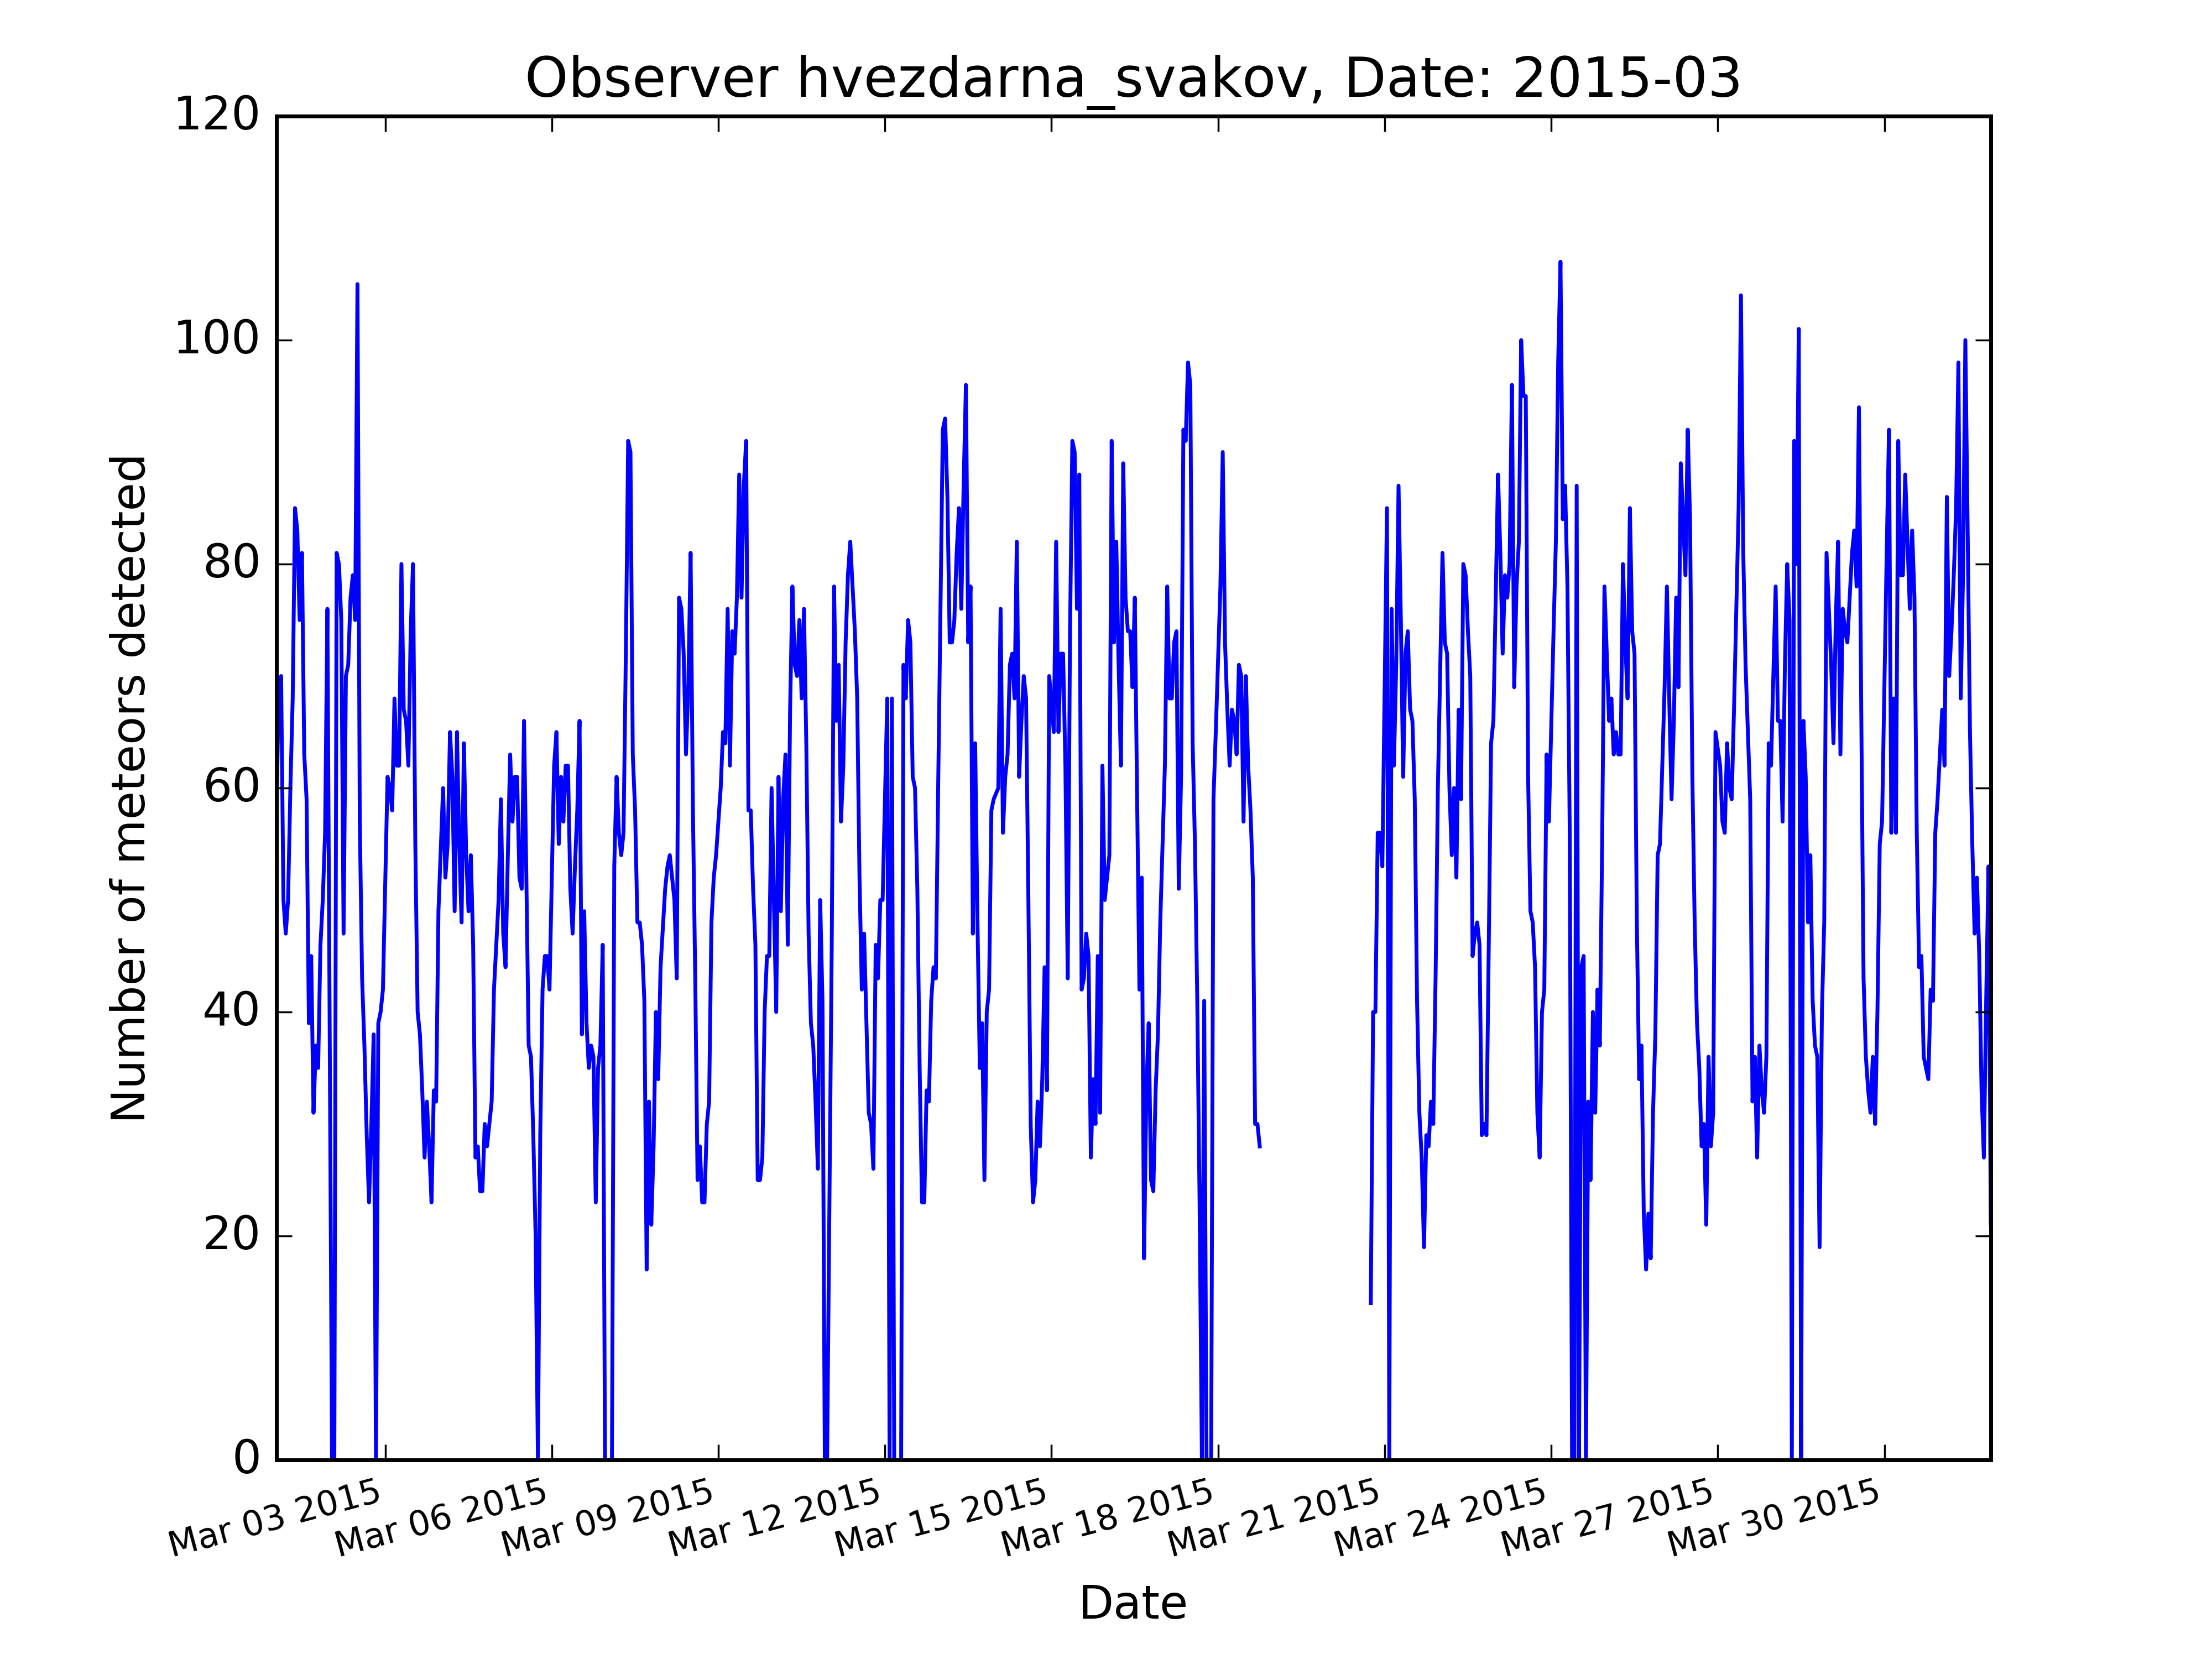 Observer hvezdarna_svakov, Date: 2015-03
120
100
80
60
40
20
0
Number of meteors detected
Mar 03 2015
Mar 06 2015
Mar 09 2015
Mar 12 2015
Mar 15 2015
Mar 18 2015
Mar 21 2015
Mar 24 2015
Mar 27 2015
Mar 30 2015
Date